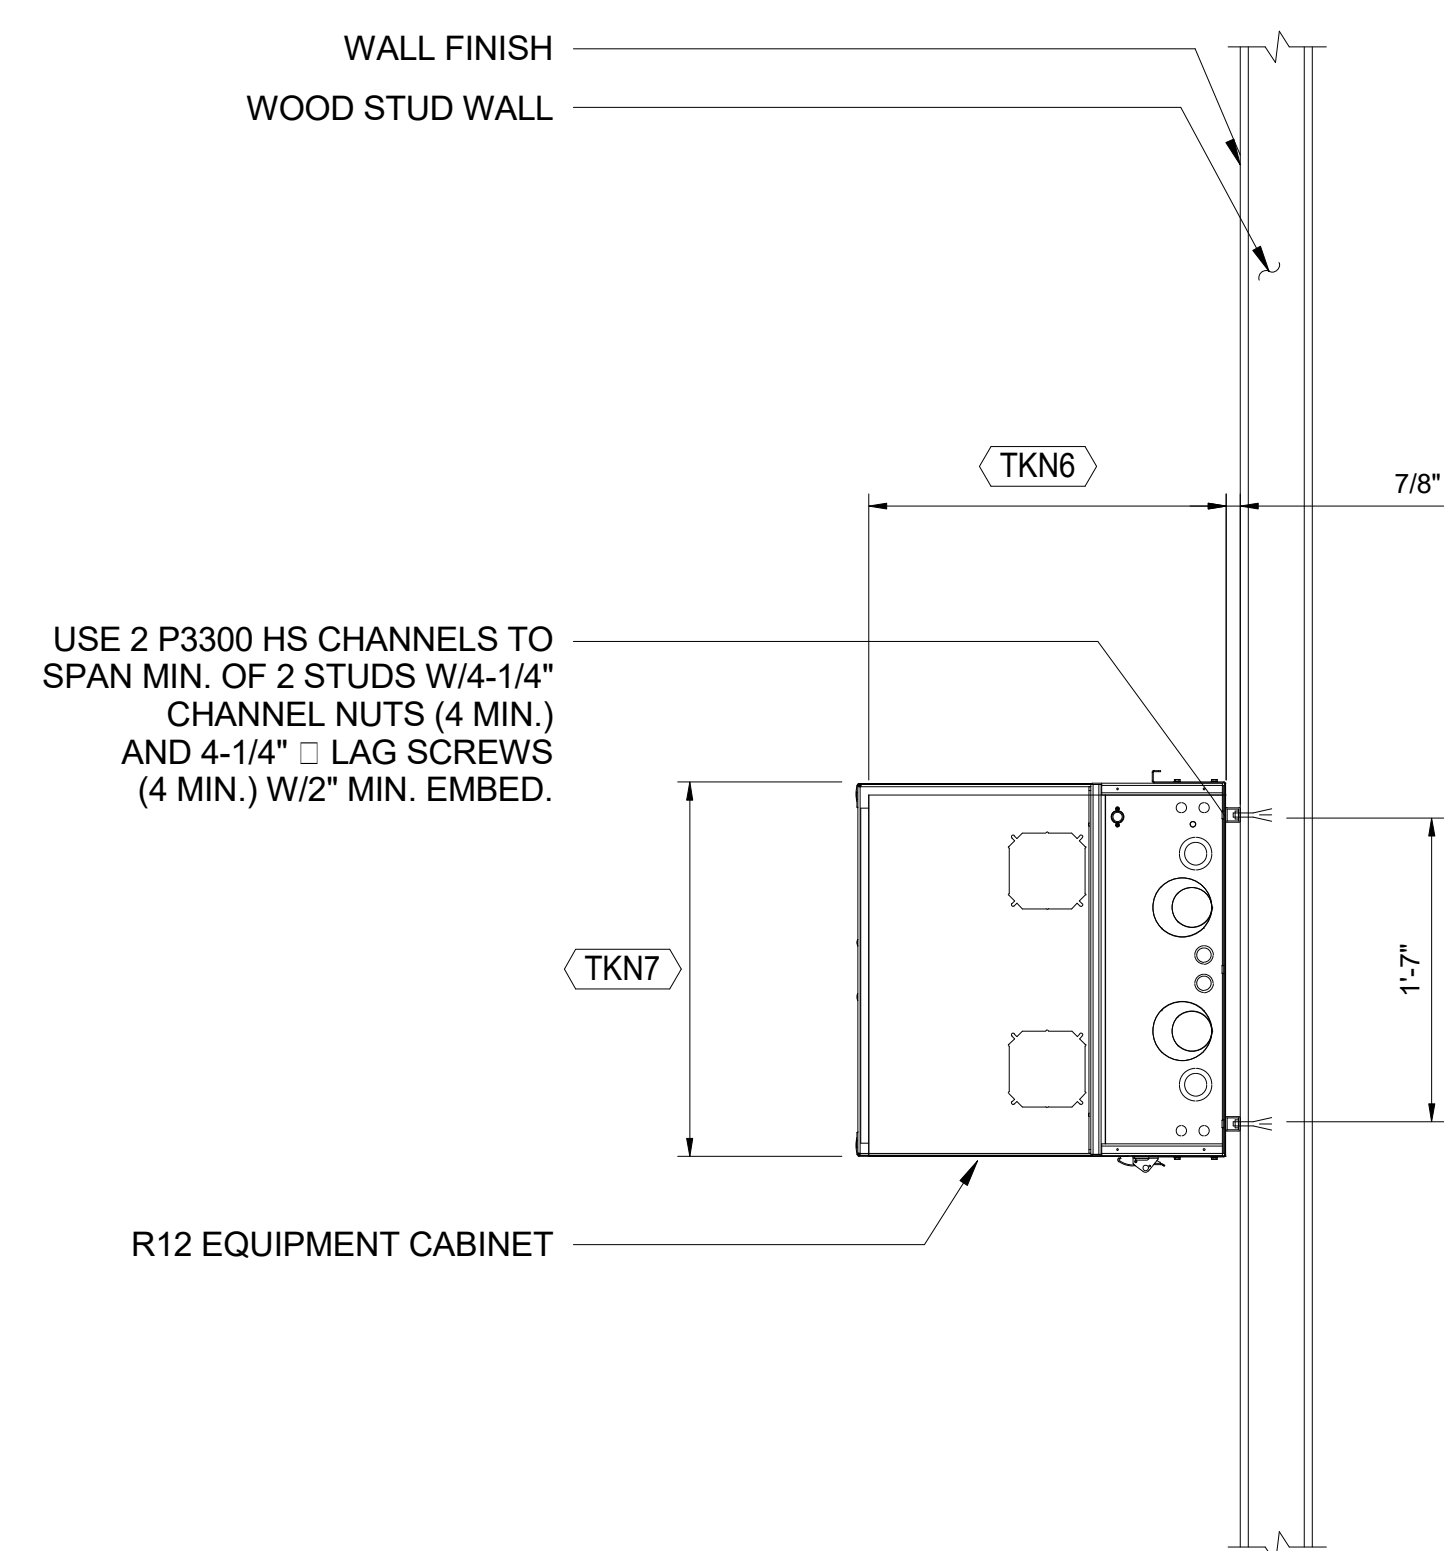 WALL FINISH
WOOD STUD WALL
TKN6
7/8"
USE 2 P3300 HS CHANNELS TO
SPAN MIN. OF 2 STUDS W/4-1/4"
CHANNEL NUTS (4 MIN.)
AND 4-1/4" □ LAG SCREWS
(4 MIN.) W/2" MIN. EMBED.
TKN7
1'-7"
R12 EQUIPMENT CABINET